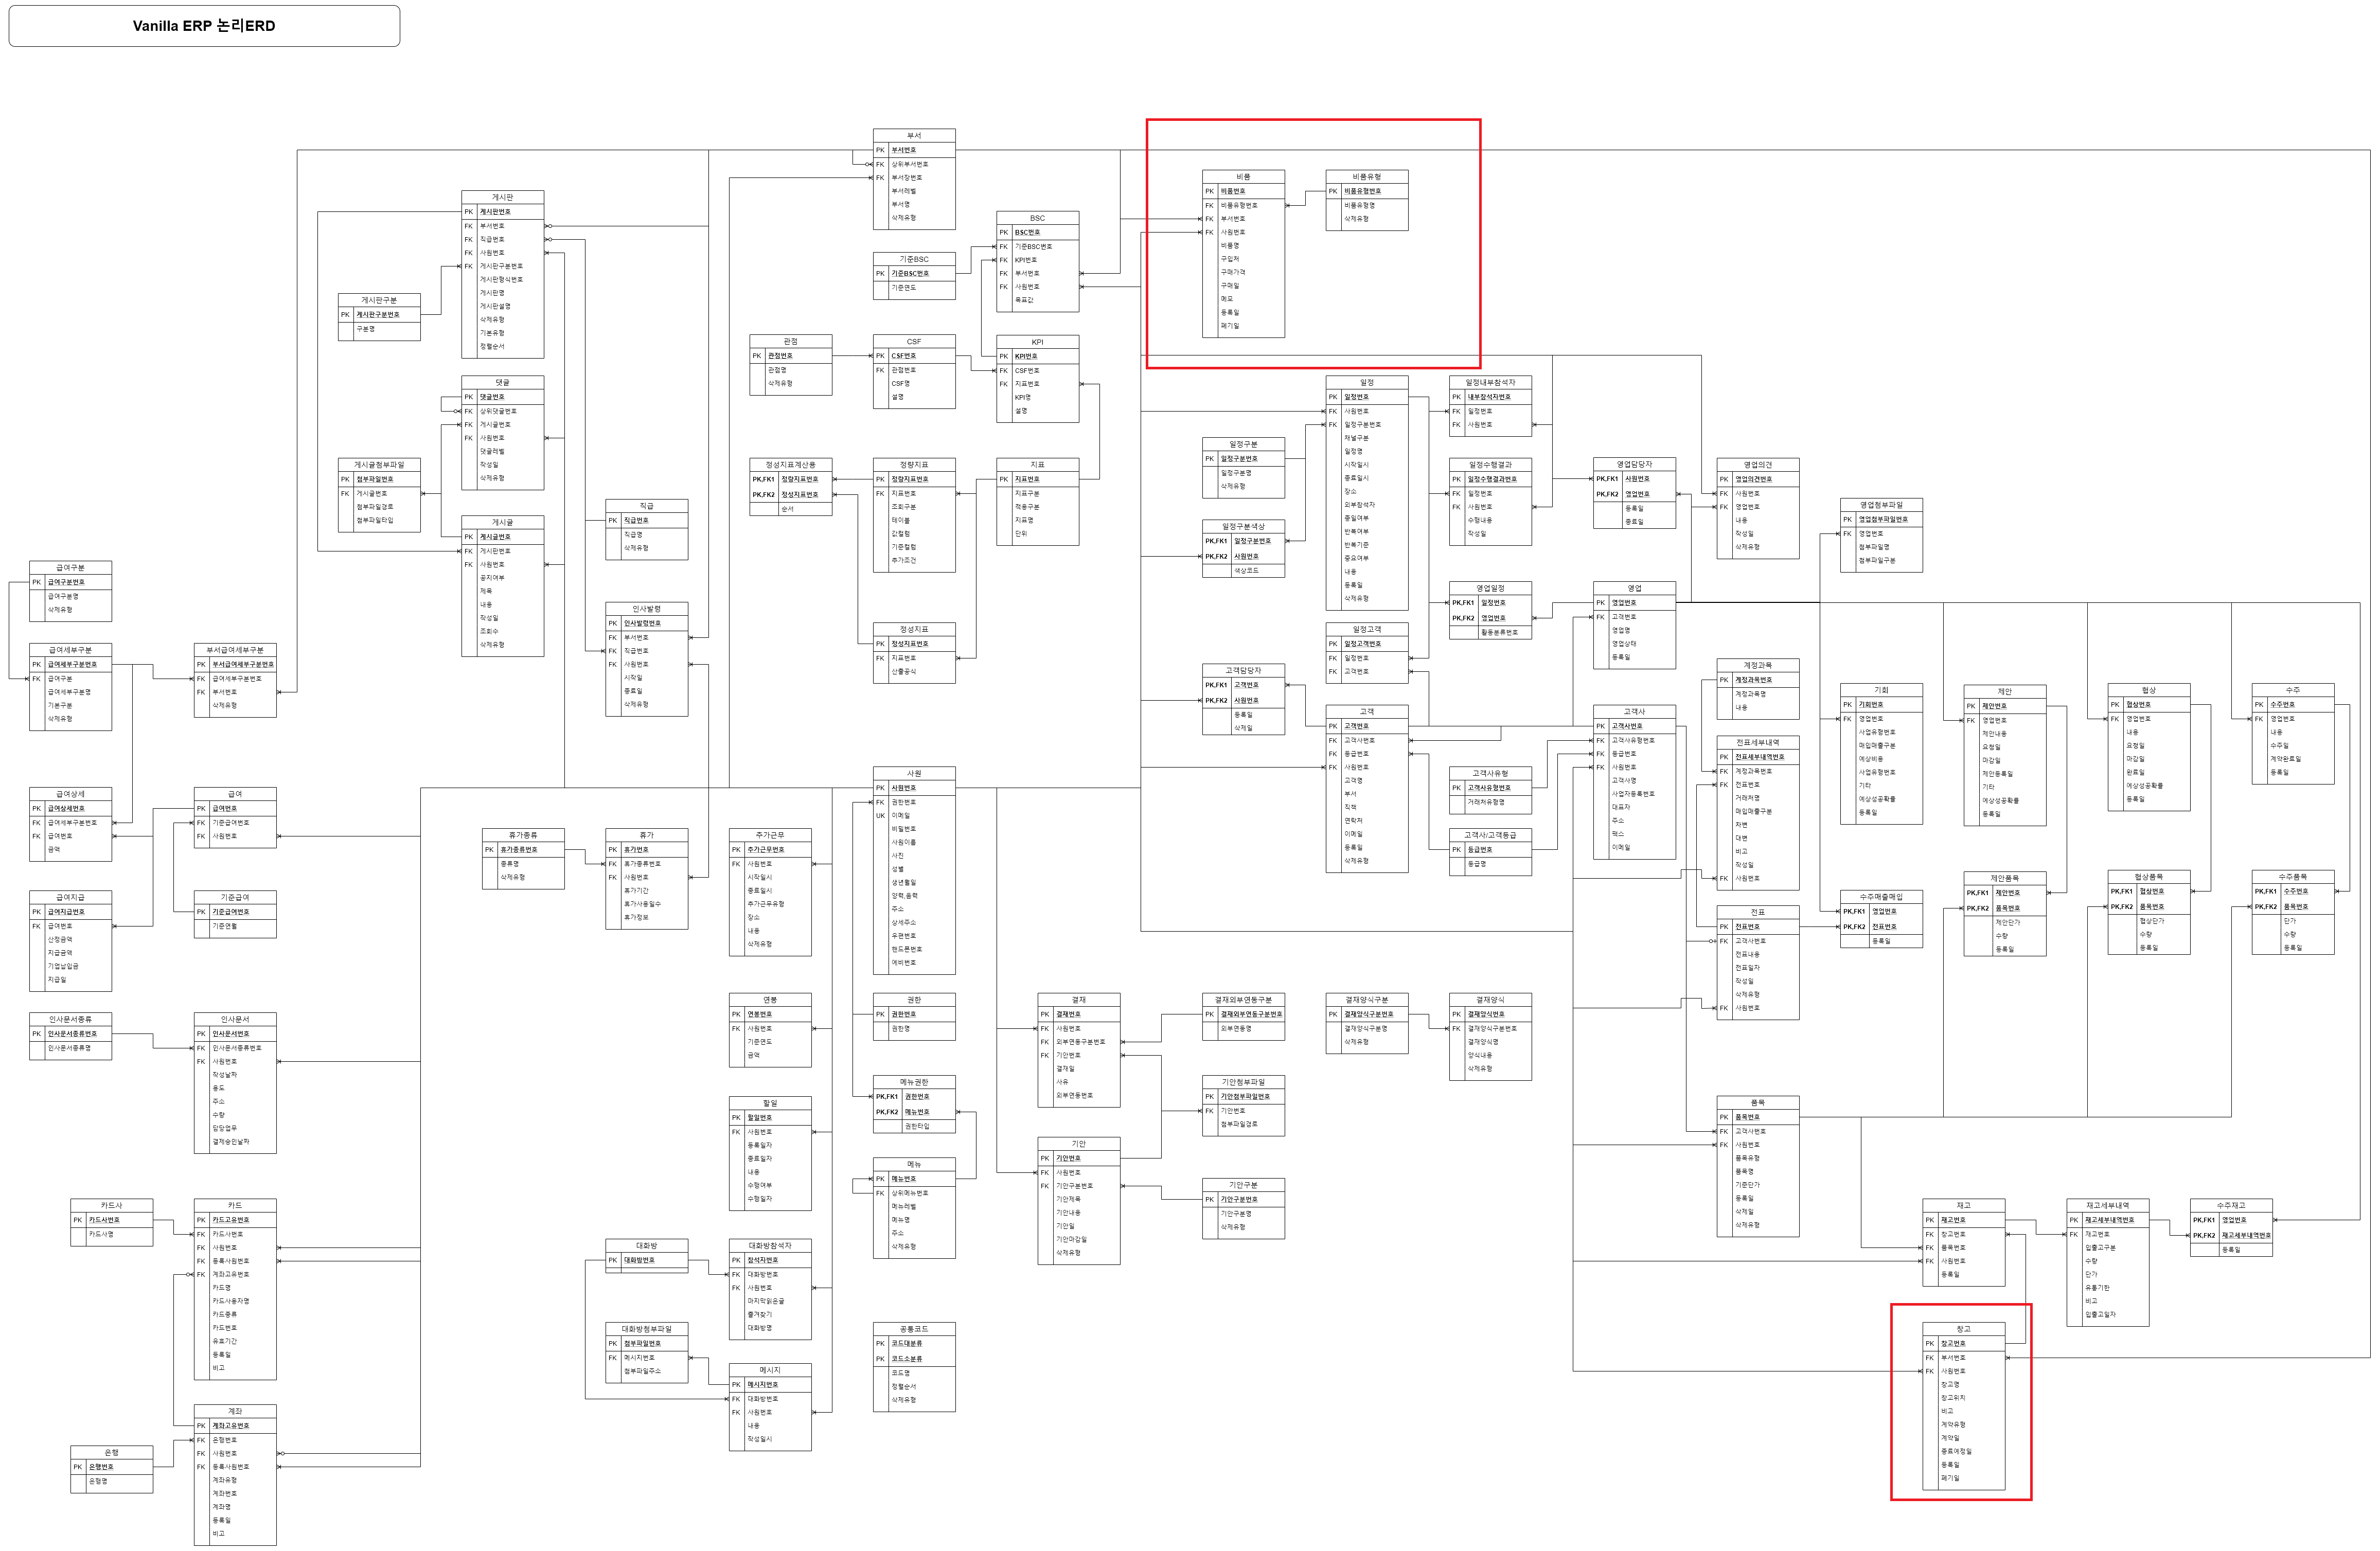 Vanilla ERP 논리ERD
부서
PK 부서번호
FK 상위부서번호
FK 부서장번호
부서레벨
부서명
삭제유형
비품
PK 비품번호
FK 비품유형번호
FK 부서번호
FK 사원번호
비품명
구입처
구매가격
구매일
메모
등록일
폐기일
비품유형
PK 비품유형번호
비품유형명
삭제유형
게시판
PK 게시판번호
FK 부서번호
FK 직급번호
FK 사원번호
FK 게시판구분번호
게시판형식번호
게시판명
게시판설명
삭제유형
기본유형
정렬순서
BSC
PK BSC번호
FK 기준BSC번호
FK KPI번호
FK 부서번호
FK 사원번호
목표값
기준BSC
PK 기준BSC번호
기준연도
게시판구분
PK 게시판구분번호
구분명
관점
PK 관점번호
관점명
삭제유형
CSF
PK CSF번호
FK 관점번호
CSF명
설명
KPI
PK KPI번호
FK CSF번호
FK 지표번호
KPI명
설명
댓글
PK 댓글번호
FK 상위댓글번호
FK 게시글번호
FK 사원번호
댓글레벨
작성일
삭제유형
일정
PK 일정번호
FK 사원번호
FK 일정구분번호
채널구분
일정명
시작일시
종료일시
장소
외부참석자
종일여부
반복여부
반복기준
중요여부
내용
등록일
삭제유형
일정내부참석자
PK 내부참석자번호
FK 일정번호
FK 사원번호
일정구분
PK 일정구분번호
일정구분명
삭제유형
게시글첨부파일
PK 첨부파일번호
FK 게시글번호
첨부파일경로
첨부파일타입
정성지표계산용
PK,FK1 정량지표번호
PK,FK2 정성지표번호
순서
정량지표
PK 정량지표번호
FK 지표번호
조회구분
테이블
값컬럼
기준컬럼
추가조건
지표
PK 지표번호
지표구분
적용구분
지표명
단위
일정수행결과
PK 일정수행결과번호
FK 일정번호
FK 사원번호
수행내용
작성일
영업담당자
PK,FK1 사원번호
PK,FK2 영업번호
등록일
종료일
영업의견
PK 영업의견번호
FK 사원번호
FK 영업번호
내용
작성일
삭제유형
영업첨부파일
PK 영업첨부파일번호
FK 영업번호
첨부파일명
첨부파일구분
직급
PK 직급번호
직급명
삭제유형
게시글
PK 게시글번호
FK 게시판번호
FK 사원번호
공지여부
제목
내용
작성일
조회수
삭제유형
일정구분색상
PK,FK1 일정구분번호
PK,FK2 사원번호
색상코드
급여구분
PK 급여구분번호
급여구분명
삭제유형
영업일정
PK,FK1 일정번호
PK,FK2 영업번호
활동분류번호
영업
PK 영업번호
FK 고객번호
영업명
영업상태
등록일
인사발령
PK 인사발령번호
FK 부서번호
FK 직급번호
FK 사원번호
시작일
종료일
삭제유형
정성지표
PK 정성지표번호
FK 지표번호
산출공식
일정고객
PK 일정고객번호
FK 일정번호
FK 고객번호
급여세부구분
PK 급여세부구분번호
FK 급여구분
급여세부구분명
기본구분
삭제유형
부서급여세부구분
PK 부서급여세부구분번호
FK 급여세부구분번호
FK 부서번호
삭제유형
고객담당자
PK,FK1 고객번호
PK,FK2 사원번호
등록일
삭제일
계정과목
PK 계정과목번호
계정과목명
내용
기회
PK 기회번호
FK 영업번호
사업유형번호
매입매출구분
예상비용
사업유형번호
기타
예상성공확률
등록일
제안
PK 제안번호
FK 영업번호
제안내용
요청일
마감일
제안등록일
기타
예상성공확률
등록일
협상
PK 협상번호
FK 영업번호
내용
요청일
마감일
완료일
예상성공확률
등록일
수주
PK 수주번호
FK 영업번호
내용
수주일
계약완료일
등록일
고객
PK 고객번호
FK 고객사번호
FK 등급번호
FK 사원번호
고객명
부서
직책
연락처
이메일
등록일
삭제유형
고객사
PK 고객사번호
FK 고객사유형번호
FK 등급번호
FK 사원번호
고객사명
사업자등록번호
대표자
주소
팩스
이메일
전표세부내역
PK 전표세부내역번호
FK 계정과목번호
FK 전표번호
거래처명
매입매출구분
차변
대변
비고
작성일
FK 사원번호
사원
PK 사원번호
FK 권한번호
UK 이메일
비밀번호
사원이름
사진
성별
생년월일
양력,음력
주소
상세주소
우편번호
핸드폰번호
여비번호
고객사유형
PK 고객사유형번호
거래처유형명
급여상세
PK 급여상세번호
FK 급여세부구분번호
FK 급여번호
금액
급여
PK 급여번호
FK 기준급여번호
FK 사원번호
휴가종류
PK 휴가종류번호
종류명
삭제유형
휴가
PK 휴가번호
FK 휴가종류번호
FK 사원번호
휴가기간
휴가사용일수
휴가정보
추가근무
PK 추가근무번호
FK 사원번호
시작일시
종료일시
추가근무유형
장소
내용
삭제유형
고객사/고객등급
PK 등급번호
등급명
급여지급
PK 급여지급번호
FK 급여번호
산정금액
지급금액
기업납입금
지급일
기준급여
PK 기준급여번호
기준연월
수주매출매입
PK,FK1 영업번호
PK,FK2 전표번호
등록일
제안품목
PK,FK1 제안번호
PK,FK2 품목번호
제안단가
수량
등록일
협상품목
PK,FK1 협상번호
PK,FK2 품목번호
협상단가
수량
등록일
수주품목
PK,FK1 수주번호
PK,FK2 품목번호
단가
수량
등록일
전표
PK 전표번호
FK 고객사번호
전표내용
전표일자
작성일
삭제유형
FK 사원번호
인사문서종류
PK 인사문서종류번호
인사문서종류명
인사문서
PK 인사문서번호
FK 인사문서종류번호
FK 사원번호
작성날짜
용도
주소
수량
담당업무
결제승인날짜
연봉
PK 연봉번호
FK 사원번호
기준연도
금액
권한
PK 권한번호
권한명
결재
PK 결재번호
FK 사원번호
FK 외부연동구분번호
FK 기안번호
결재일
사유
외부연동번호
결재외부연동구분
PK 결재외부연동구분번호
외부연동명
결재양식구분
PK 결재양식구분번호
결재양식구분명
삭제유형
결재양식
PK 결재양식번호
FK 결재양식구분번호
결재양식명
양식내용
삭제유형
메뉴권한
PK,FK1 권한번호
PK,FK2 메뉴번호
권한타입
기안첨부파일
PK 기안첨부파일번호
FK 기안번호
첨부파일경로
할일
PK 할일번호
FK 사원번호
등록일자
종료일자
내용
수행여부
수행일자
품목
PK 품목번호
FK 고객사번호
FK 사원번호
품목유형
품목명
기준단가
등록일
삭제일
삭제유형
기안
PK 기안번호
FK 사원번호
FK 기안구분번호
기안제목
기안내용
기안일
기안마감일
삭제유형
메뉴
PK 메뉴번호
FK 상위메뉴번호
메뉴레벨
메뉴명
주소
삭제유형
기안구분
PK 기안구분번호
기안구분명
삭제유형
카드사
PK 카드사번호
카드사명
카드
PK 카드고유번호
FK 카드사번호
FK 사원번호
FK 등록사원번호
FK 계좌고유번호
카드명
카드사용자명
카드종류
카드번호
유효기간
등록일
비고
재고
PK 재고번호
FK 창고번호
FK 품목번호
FK 사원번호
등록일
재고세부내역
PK 재고세부내역번호
FK 재고번호
입출고구분
수량
단가
유통기한
비고
입출고일자
수주재고
PK,FK1 영업번호
PK,FK2 재고세부내역번호
등록일
대화방
PK 대화방번호
대화방참석자
PK 참석자번호
FK 대화방번호
FK 사원번호
마지막읽은글
즐겨찾기
대화방명
대화방첨부파일
PK 첨부파일번호
FK 메시지번호
첨부파일주소
메시지
PK 메시지번호
FK 대화방번호
FK 사원번호
내용
작성일시
공통코드
PK 코드대분류
PK 코드소분류
코드명
정렬순서
삭제유형
창고
PK 창고번호
FK 부서번호
FK 사원번호
창고명
창고위치
비고
계약유형
계약일
종료예정일
등록일
폐기일
계좌
PK 계좌고유번호
FK 은행번호
FK 사원번호
FK 등록사원번호
계좌유형
계좌번호
계좌명
등록일
비고
은행
PK 은행번호
은행명